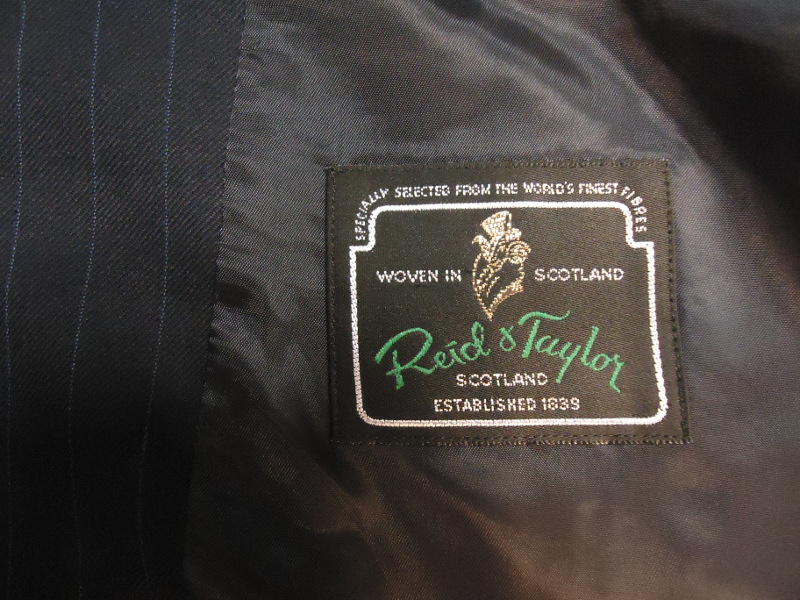 SPECIALLY SELECTED FROM THE WORLD'S FINEST FIBRES
WOVEN IN SCOTLAND
Reid & Taylor
SCOTLAND
ESTABLISHED 1839